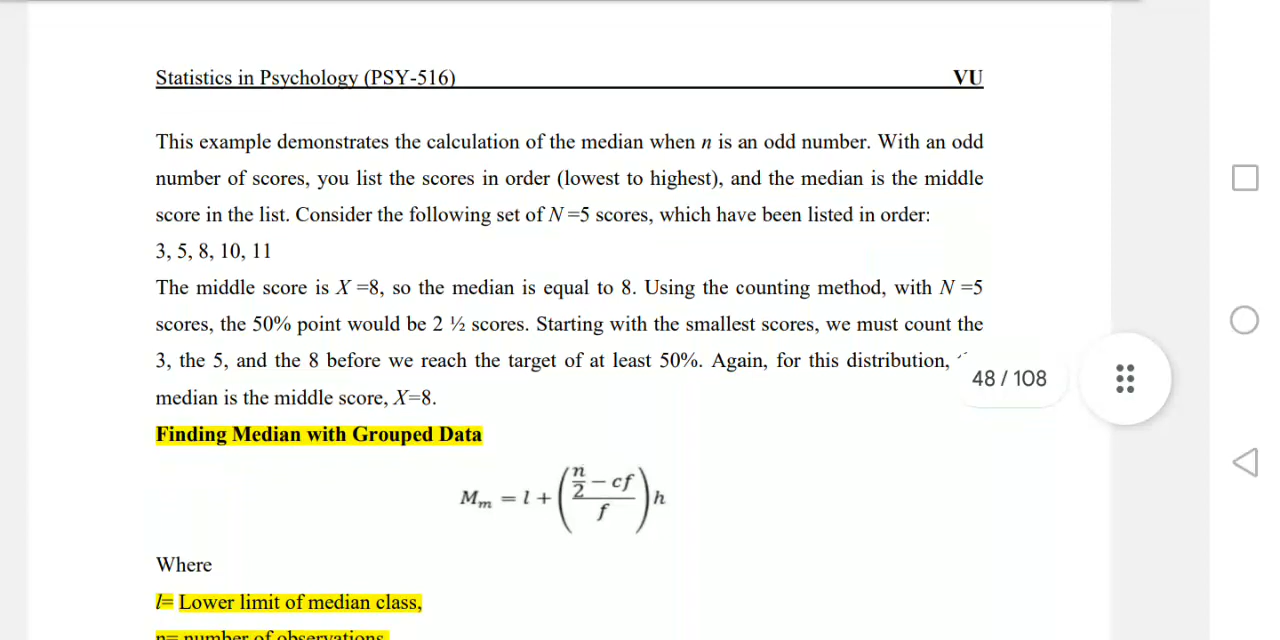 Statistics in Psychology (PSY-516) VU
This example demonstrates the calculation of the median when n is an odd number. With an odd
number of scores, you list the scores in order (lowest to highest), and the median is the middle
score in the list. Consider the following set of N =5 scores, which have been listed in order:
3, 5, 8, 10, 11
The middle score is X =8, so the median is equal to 8. Using the counting method, with N =5
scores, the 50% point would be 2 ½ scores. Starting with the smallest scores, we must count the
3, the 5, and the 8 before we reach the target of at least 50%. Again, for this distribution,
48 / 108
median is the middle score, X=8.
Finding Median with Grouped Data
Mm = l + ( (n/2 − cf) / f ) h
Where
l= Lower limit of median class,
n= number of observations